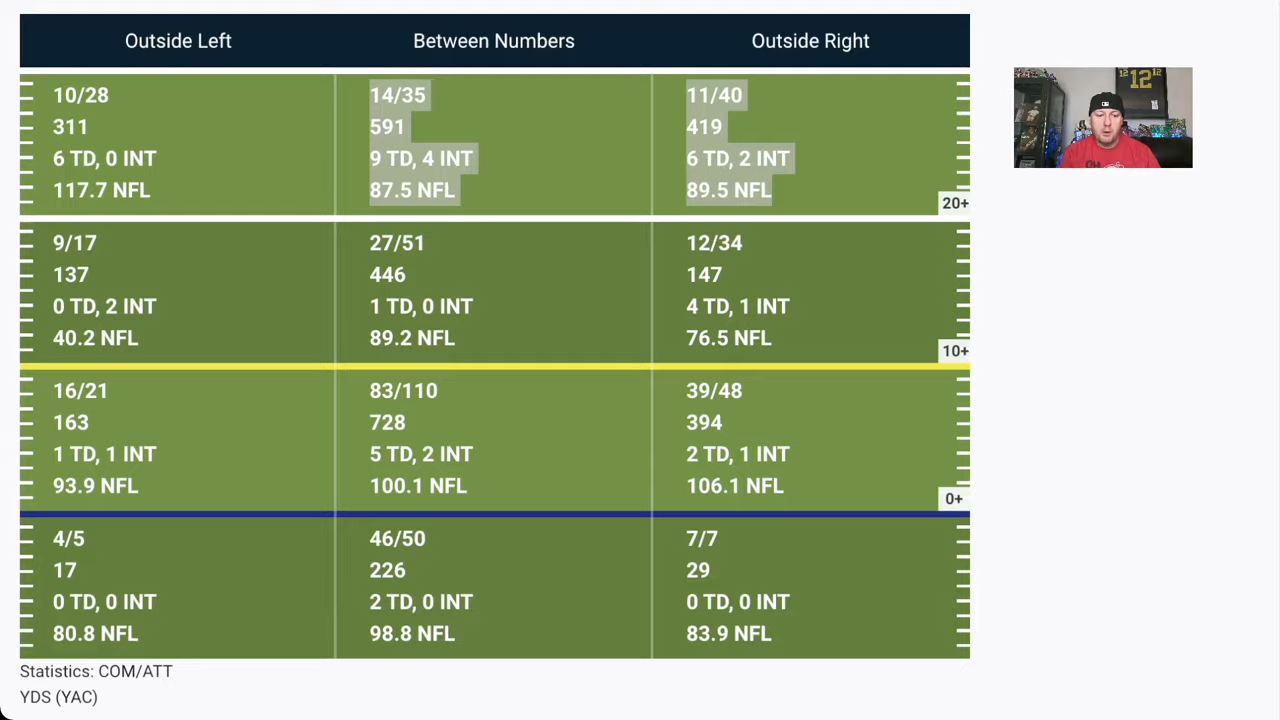 Outside Left Between Numbers Outside Right
10/28 14/35 11/40
311 591 419
6 TD, 0 INT 9 TD, 4 INT 6 TD, 2 INT
117.7 NFL 87.5 NFL 89.5 NFL
20+
9/17 27/51 12/34
137 446 147
0 TD, 2 INT 1 TD, 0 INT 4 TD, 1 INT
40.2 NFL 89.2 NFL 76.5 NFL
10+
16/21 83/110 39/48
163 728 394
1 TD, 1 INT 5 TD, 2 INT 2 TD, 1 INT
93.9 NFL 100.1 NFL 106.1 NFL
0+
4/5 46/50 7/7
17 226 29
0 TD, 0 INT 2 TD, 0 INT 0 TD, 0 INT
80.8 NFL 98.8 NFL 83.9 NFL
Statistics: COM/ATT
YDS (YAC)
12 12 12